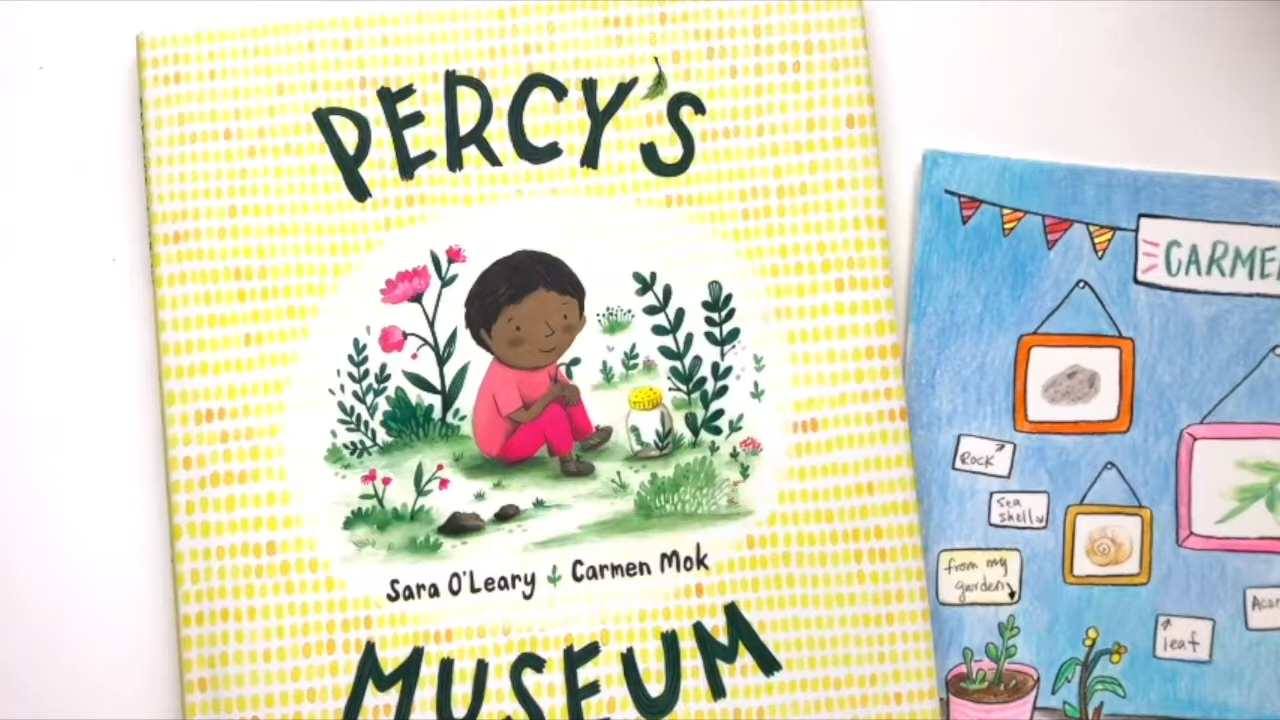 PERCY'S
Sara O'Leary Carmen Mok
MUSEUM
CARME
Rock
Sea
shell
from my
garden
leaf